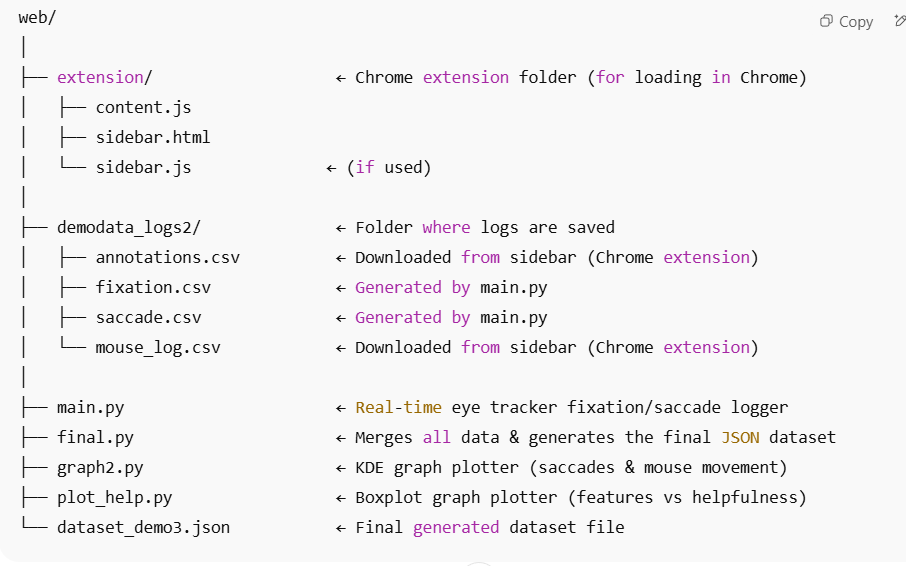 web/
Copy
│
├── extension/ ← Chrome extension folder (for loading in Chrome)
│   ├── content.js
│   ├── sidebar.html
│   └── sidebar.js ← (if used)
│
├── demodata_logs2/ ← Folder where logs are saved
│   ├── annotations.csv ← Downloaded from sidebar (Chrome extension)
│   ├── fixation.csv ← Generated by main.py
│   ├── saccade.csv ← Generated by main.py
│   └── mouse_log.csv ← Downloaded from sidebar (Chrome extension)
│
├── main.py ← Real-time eye tracker fixation/saccade logger
├── final.py ← Merges all data & generates the final JSON dataset
├── graph2.py ← KDE graph plotter (saccades & mouse movement)
├── plot_help.py ← Boxplot graph plotter (features vs helpfulness)
└── dataset_demo3.json ← Final generated dataset file